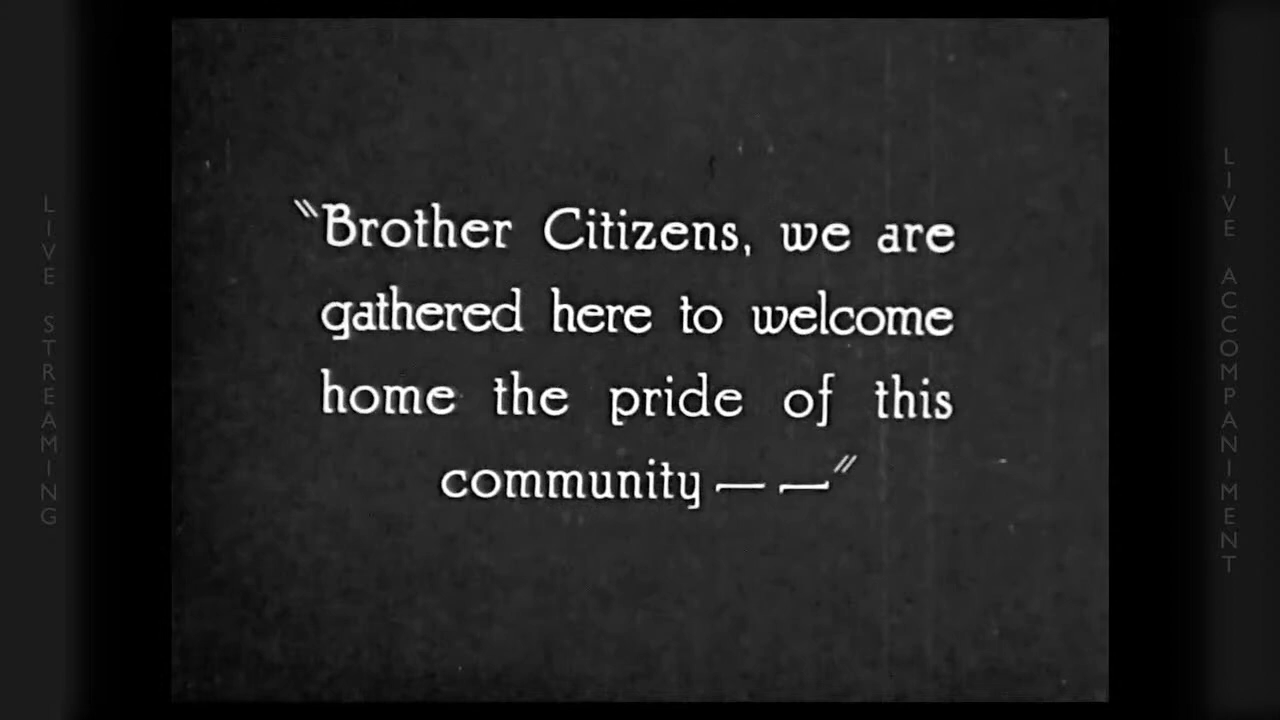 LIVE STREAMING
"Brother Citizens, we are
gathered here to welcome
home the pride of this
community — —"
LIVE ACCOMPANIMENT